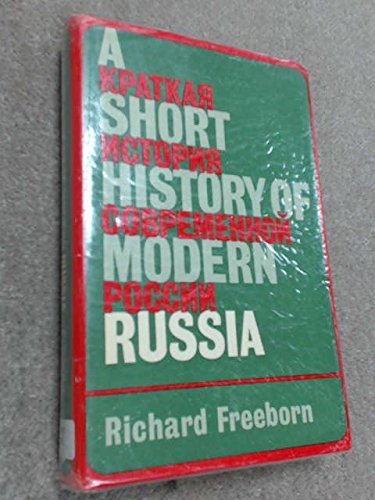 A
КРАТКАЯ
SHORT
ИСТОРИЯ
HISTORY OF
СОВРЕМЕННОЙ
MODERN
РОССИИ
RUSSIA
Richard Freeborn